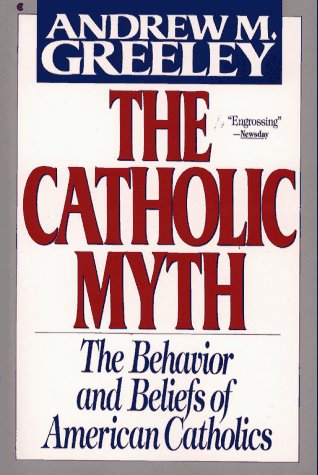 ANDREW M.
GREELEY
THE
"Engrossing"
—Newsday
CATHOLIC
MYTH
The Behavior
and Beliefs of
American Catholics